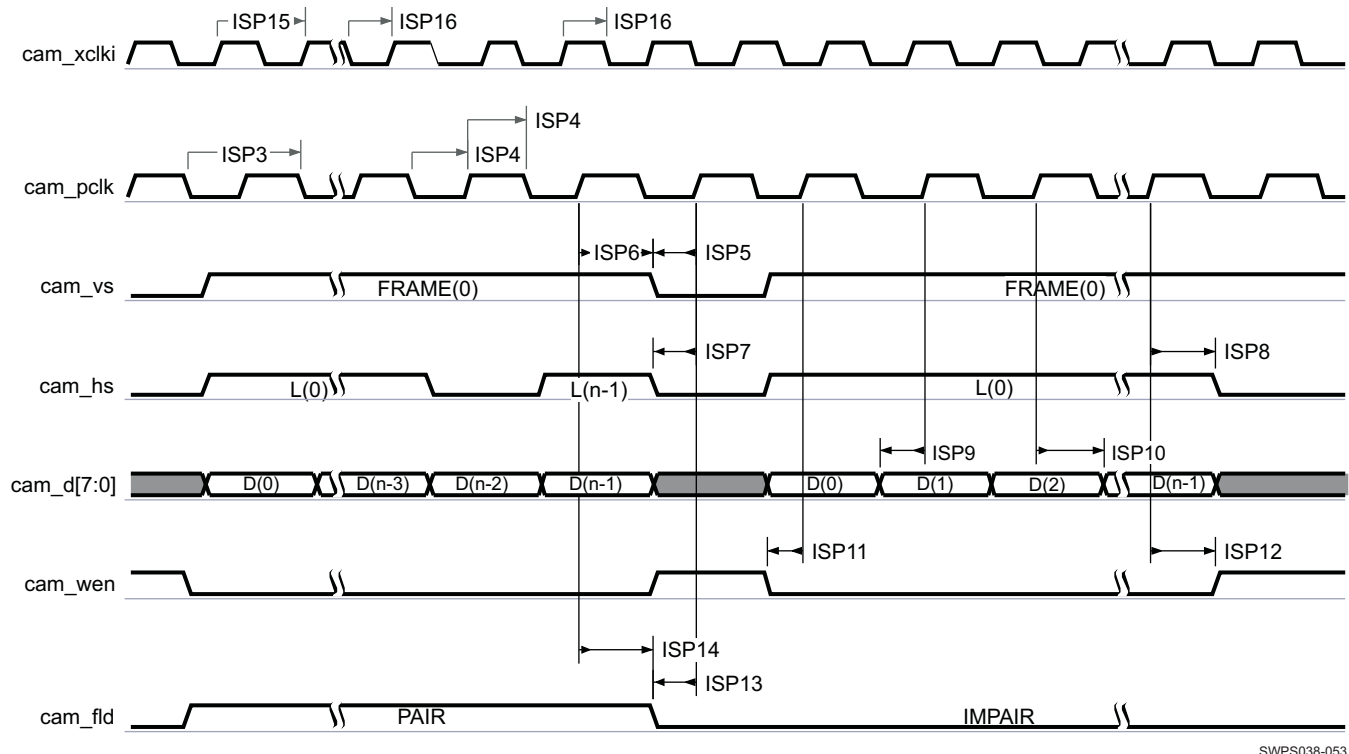 ISP15 ISP16 ISP16
cam_xclki
ISP4
ISP3 ISP4
cam_pclk
ISP6 ISP5
cam_vs FRAME(0) FRAME(0)
ISP7 ISP8
cam_hs L(0) L(n-1) L(0)
ISP9 ISP10
cam_d[7:0] D(0) D(n-3) D(n-2) D(n-1) D(0) D(1) D(2) D(n-1)
ISP11 ISP12
cam_wen
ISP14
ISP13
cam_fld PAIR IMPAIR
SWPS038-053